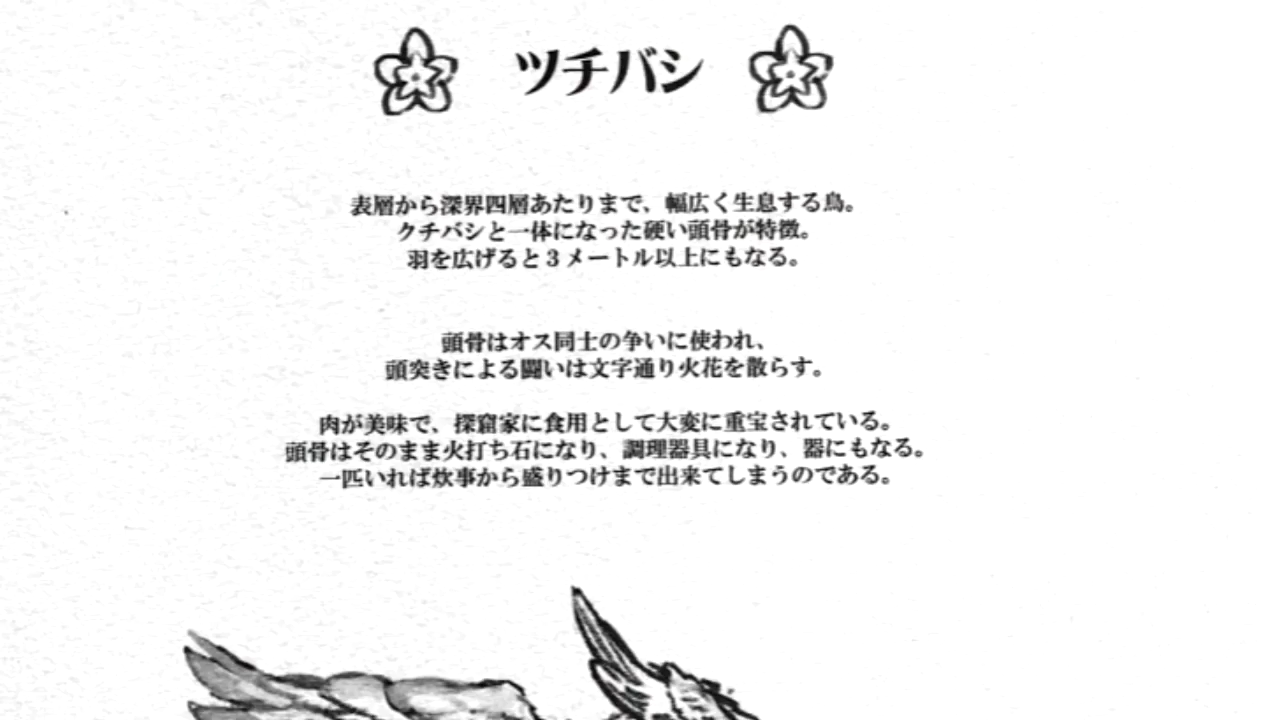 ツチバシ
表層から深界四層あたりまで、幅広く生息する鳥。
クチバシと一体になった硬い頭骨が特徴。
羽を広げると3メートル以上にもなる。
頭骨はオス同士の争いに使われ、
頭突きによる闘いは文字通り火花を散らす。
肉が美味で、探窟家に食用として大変に重宝されている。
頭骨はそのまま火打ち石になり、調理器具になり、器にもなる。
一匹いれば炊事から盛りつけまで出来てしまうのである。